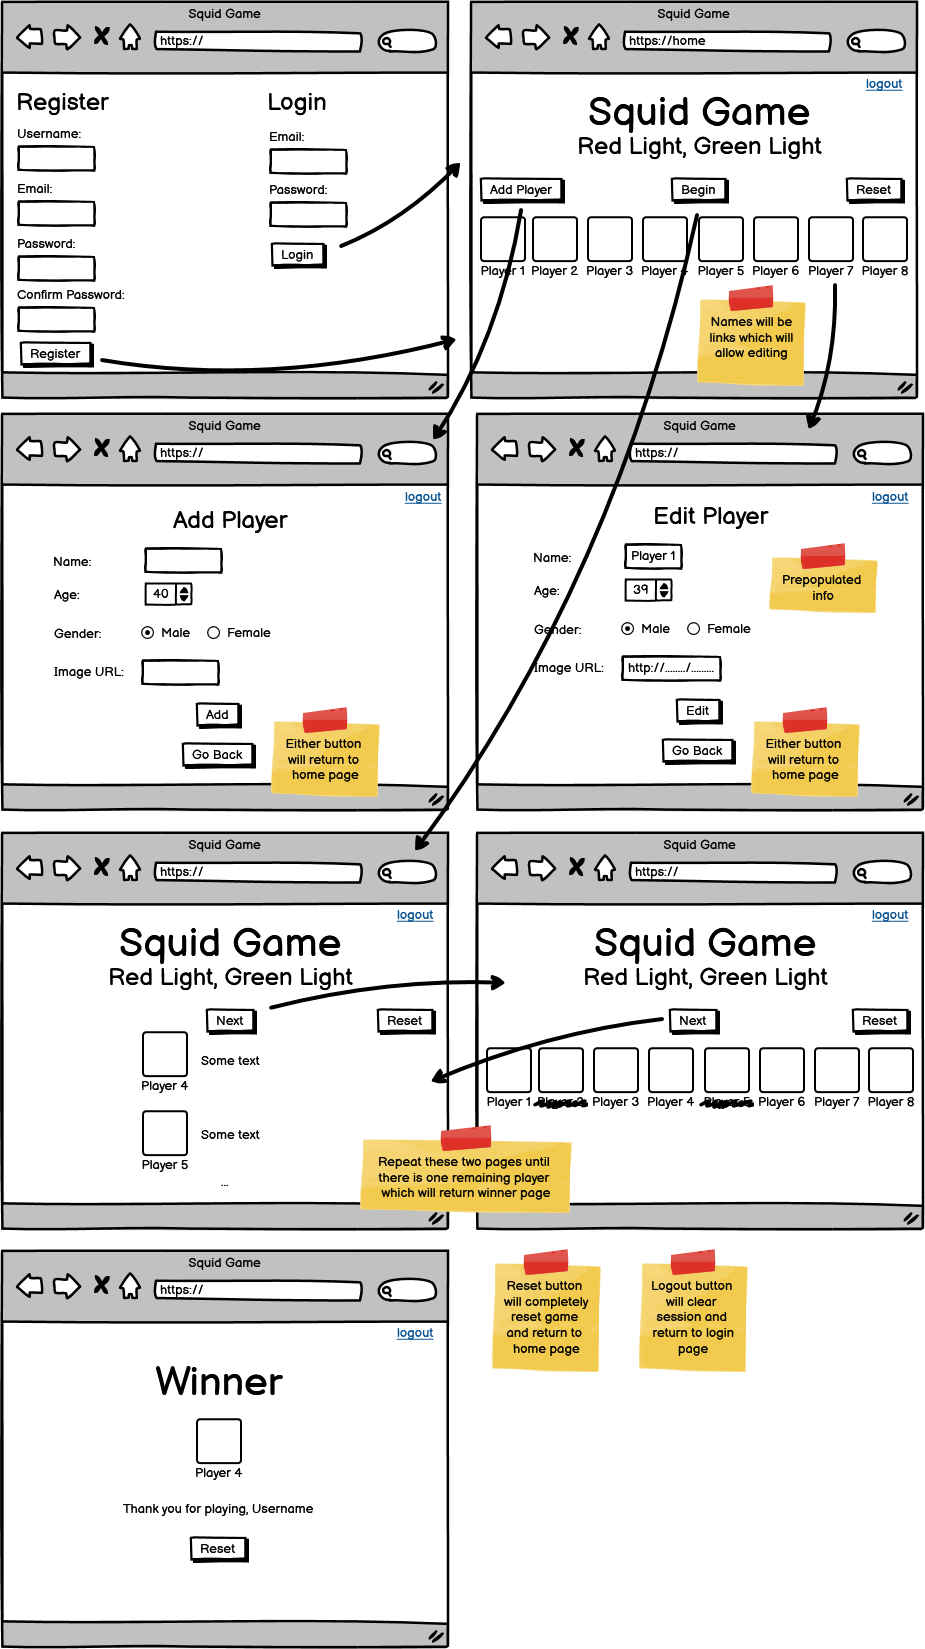 Squid Game
https://
Register
Username:
Email:
Password:
Confirm Password:
Register
Login
Email:
Password:
Login
Squid Game
https://home
logout
Squid Game
Red Light, Green Light
Add Player
Begin
Reset
Player 1 Player 2 Player 3 Player 4 Player 5 Player 6 Player 7 Player 8
Names will be
links which will
allow editing
Squid Game
https://
logout
Add Player
Name:
Age: 40
Gender: Male Female
Image URL:
Add
Go Back
Either button
will return to
home page
Squid Game
https://
logout
Edit Player
Name: Player 1
Age: 39
Gender: Male Female
Image URL: http://......../.........
Edit
Go Back
Prepopulated
info
Either button
will return to
home page
Squid Game
https://
logout
Squid Game
Red Light, Green Light
Next
Reset
Some text
Player 4
Some text
Player 5
...
Squid Game
https://
logout
Squid Game
Red Light, Green Light
Next
Reset
Player 1 Player 2 Player 3 Player 4 Player 5 Player 6 Player 7 Player 8
Repeat these two pages until
there is one remaining player
which will return winner page
Squid Game
https://
logout
Winner
Player 4
Thank you for playing, Username
Reset
Reset button
will completely
reset game
and return to
home page
Logout button
will clear
session and
return to login
page